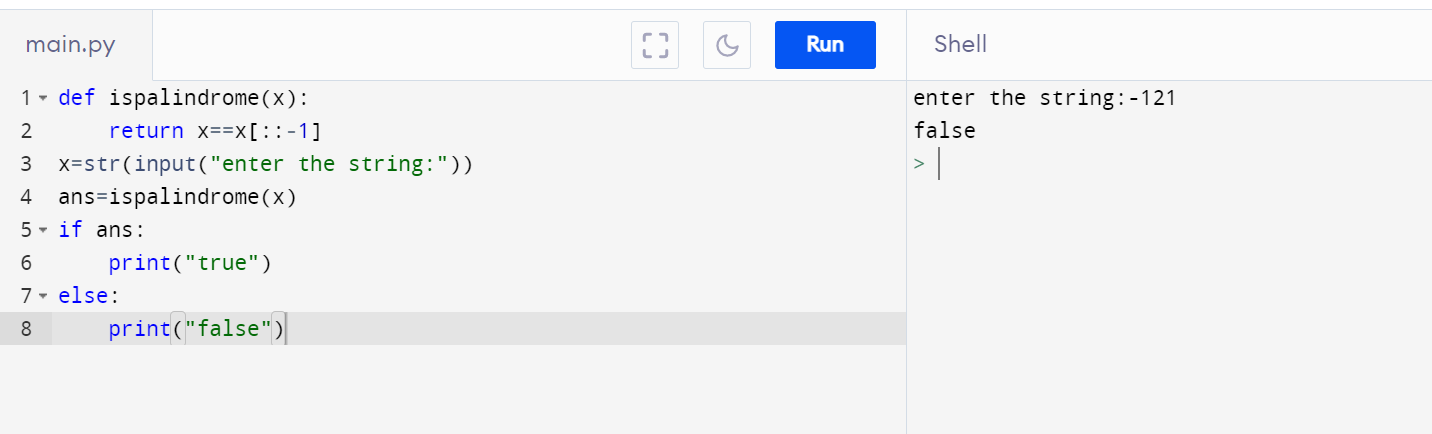 main.py
Run
Shell
1 def ispalindrome(x):
2     return x==x[::-1]
3 x=str(input("enter the string:"))
4 ans=ispalindrome(x)
5 if ans:
6     print("true")
7 else:
8     print("false")
enter the string:-121
false
>